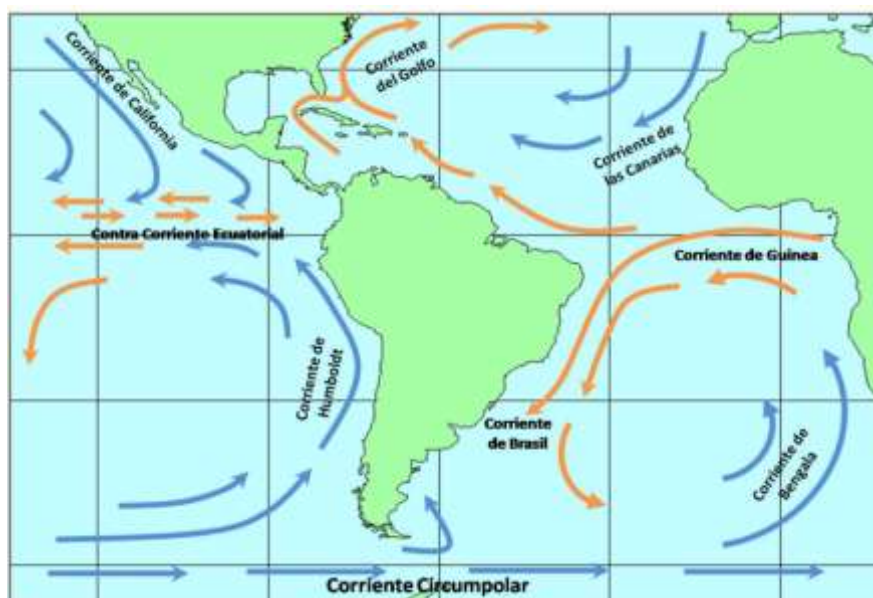 Corriente de California
Corriente
del Golfo
Corriente de
las Canarias
Contra Corriente Ecuatorial
Corriente de Guinea
Corriente de
Humboldt
Corriente
de Brasil
Corriente de
Bengala
Corriente Circumpolar